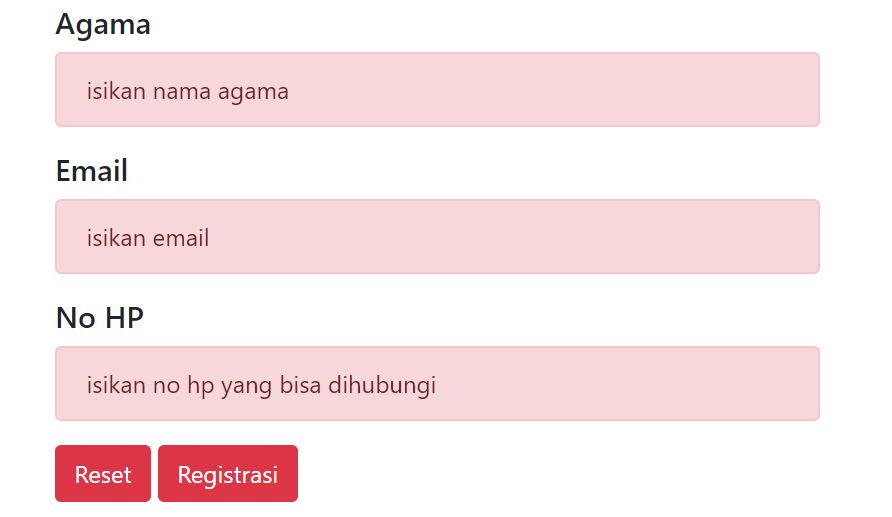 Agama
isikan nama agama
Email
isikan email
No HP
isikan no hp yang bisa dihubungi
Reset Registrasi